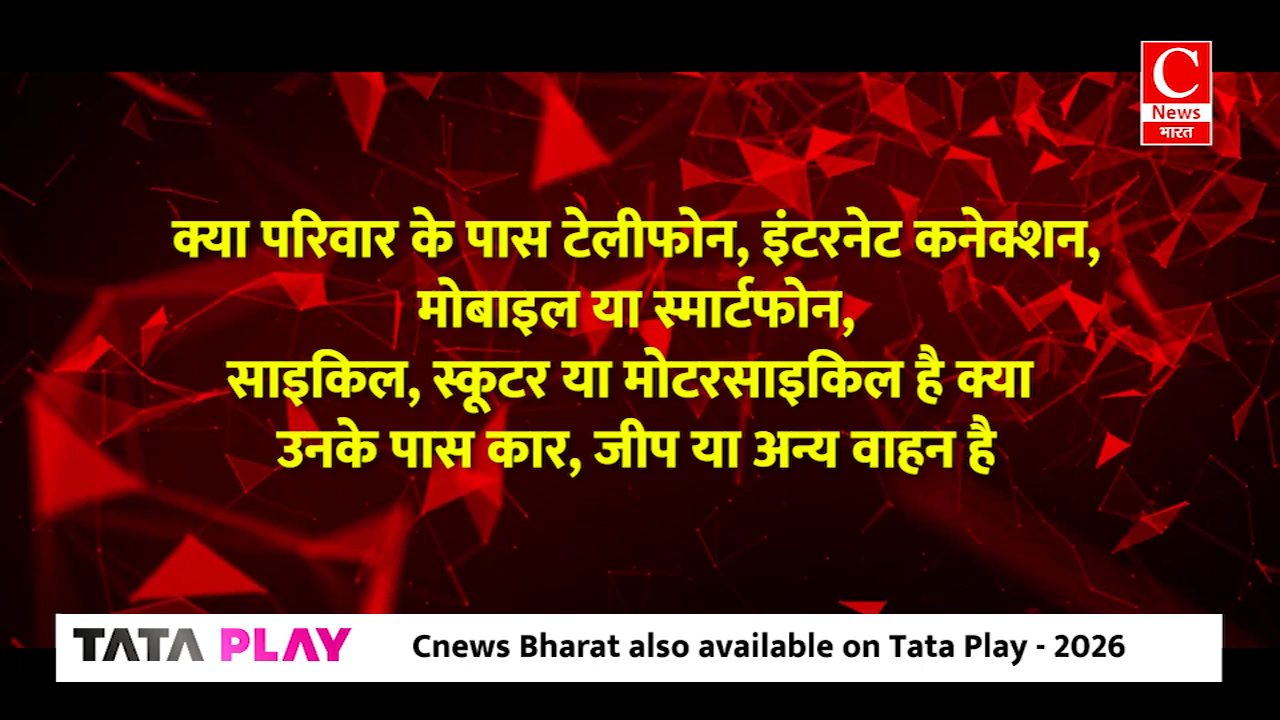 C
News
भारत
क्या परिवार के पास टेलीफोन, इंटरनेट कनेक्शन,
मोबाइल या स्मार्टफोन,
साइकिल, स्कूटर या मोटरसाइकिल है क्या
उनके पास कार, जीप या अन्य वाहन है
TATA PLAY
Cnews Bharat also available on Tata Play - 2026